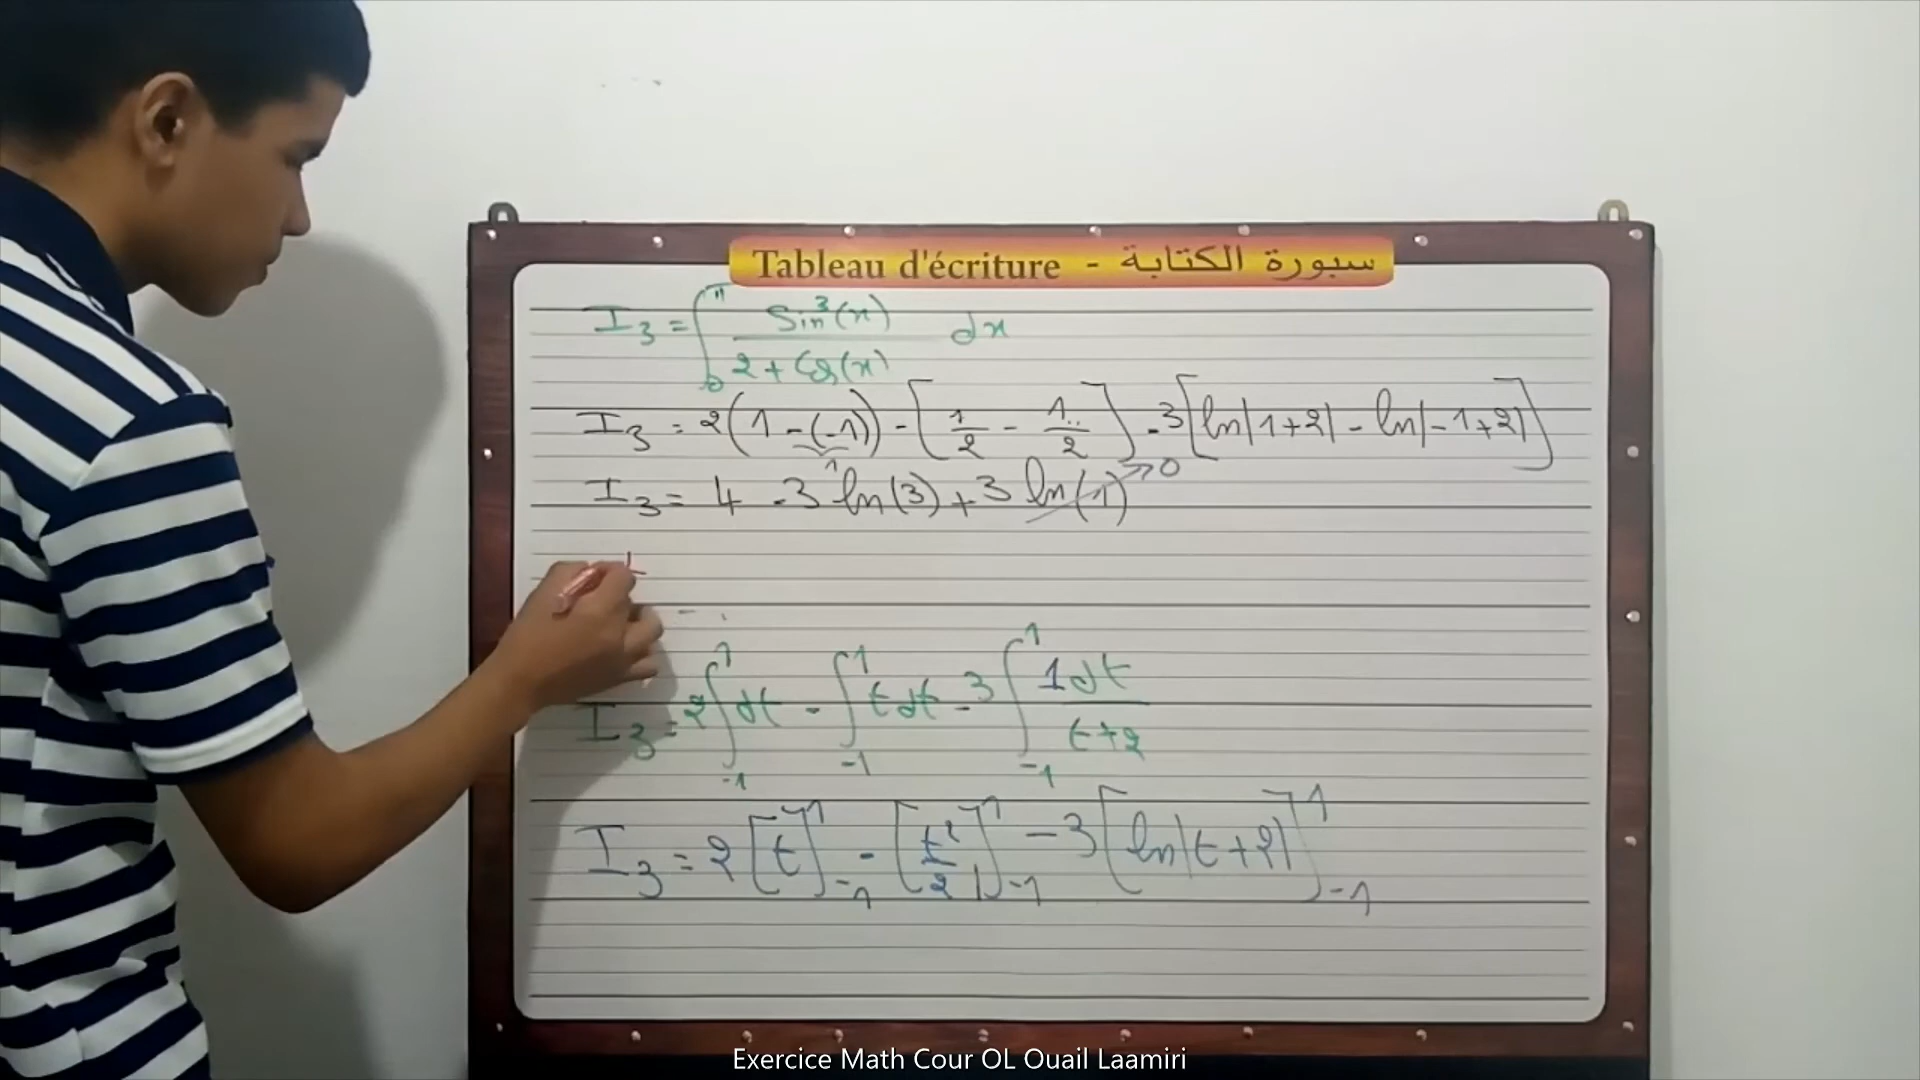 Tableau d'écriture - سبورة الكتابة
I₃ = ∫₀^π sin³(x) / (2 + Cos(x)) dx
I₃ = 2(1 - (-1)) - [1/2 - 1/2] - 3[ln|1+2| - ln|-1+2|]
I₃ = 4 - 3 ln(3) + 3 ln(1) → 0
I₃ = 2∫₋₁¹ dt - ∫₋₁¹ t dt - 3∫₋₁¹ 1dt / (t+2)
I₃ = 2[t]₋₁¹ - [t²/2]₋₁¹ - 3[ln|t+2|]₋₁¹
Exercice Math Cour OL Ouail Laamiri